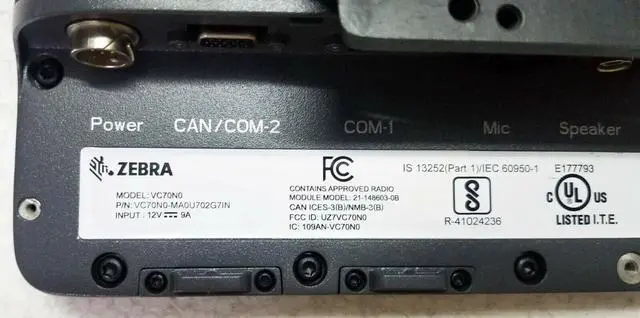 Power CAN/COM-2 COM-1 Mic Speaker
ZEBRA
MODEL: VC70N0
P/N: VC70N0-MA0U702G7IN
INPUT: 12V ⎓ 9A
FC
CONTAINS APPROVED RADIO
MODULE MODEL: 21-148603-0B
CAN ICES-3(B)/NMB-3(B)
FCC ID: UZ7VC70N0
IC: 109AN-VC70N0
IS 13252(Part 1)/IEC 60950-1
R-41024236
E177793
C UL US
LISTED I.T.E.